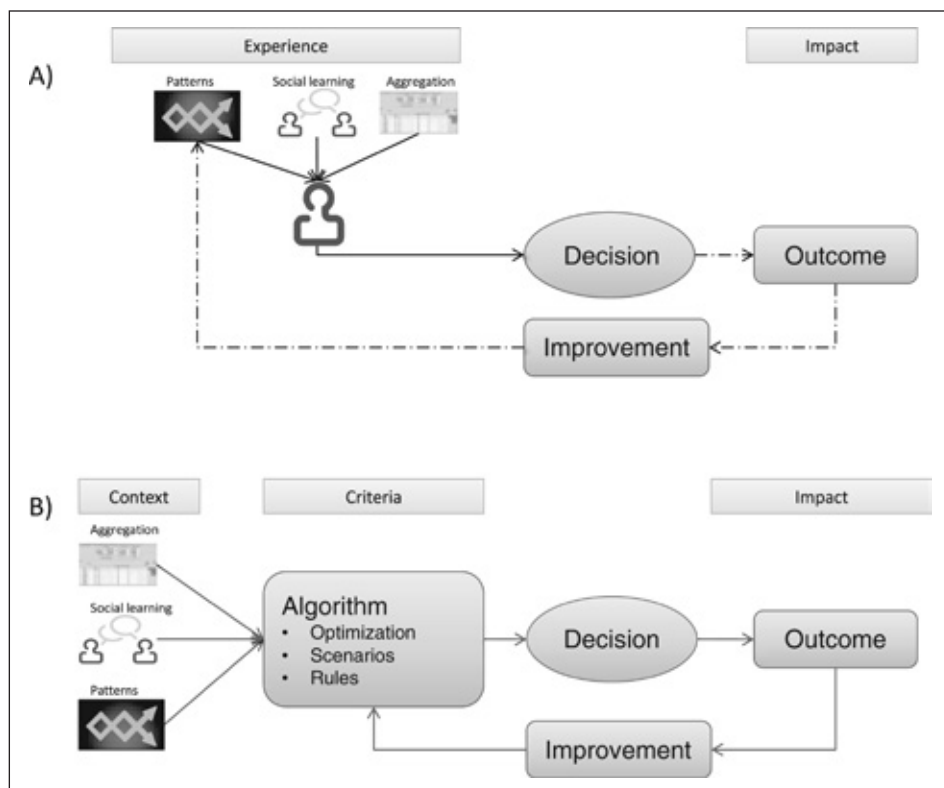 Experience
Impact
A)
Patterns
Social learning
Aggregation
Decision
Outcome
Improvement
B)
Context
Criteria
Impact
Aggregation
Social learning
Patterns
Algorithm
• Optimization
• Scenarios
• Rules
Decision
Outcome
Improvement